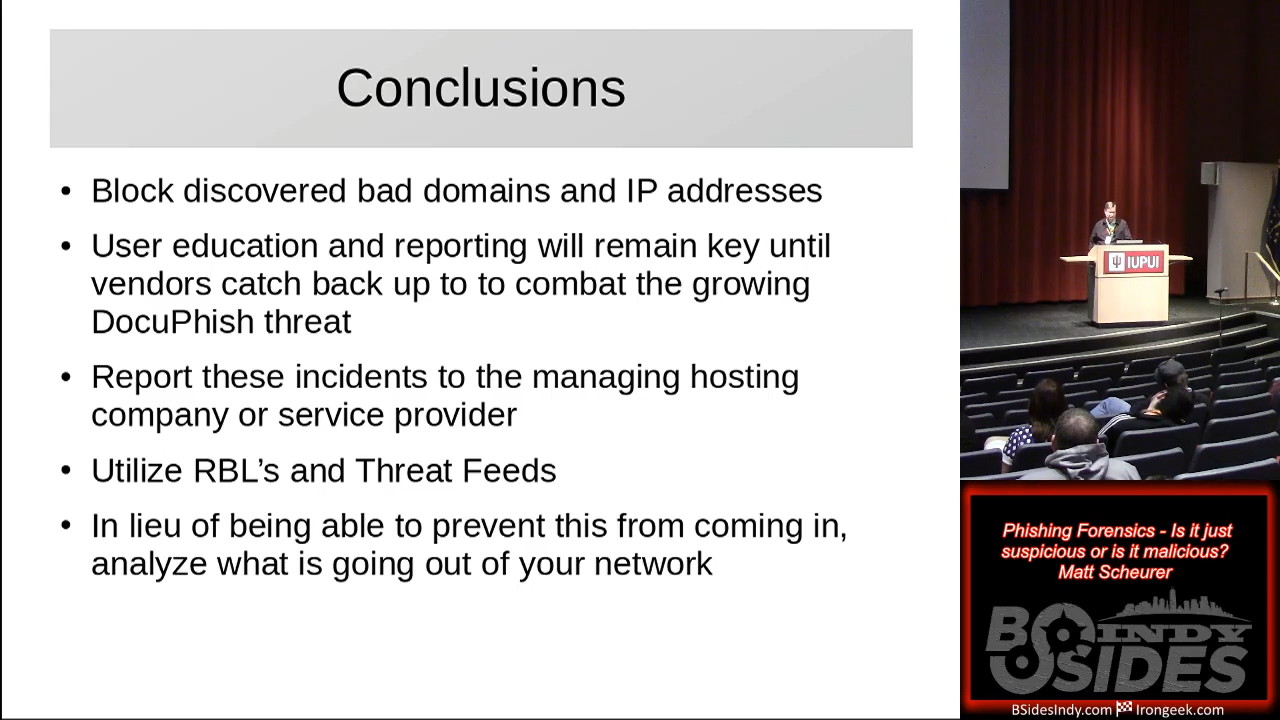 Conclusions
• Block discovered bad domains and IP addresses
• User education and reporting will remain key until
vendors catch back up to to combat the growing
DocuPhish threat
• Report these incidents to the managing hosting
company or service provider
• Utilize RBL’s and Threat Feeds
• In lieu of being able to prevent this from coming in,
analyze what is going out of your network
IUPUI
Phishing Forensics - Is it just
suspicious or is it malicious?
Matt Scheurer
BSIDES
INDY
BSidesIndy.com Irongeek.com